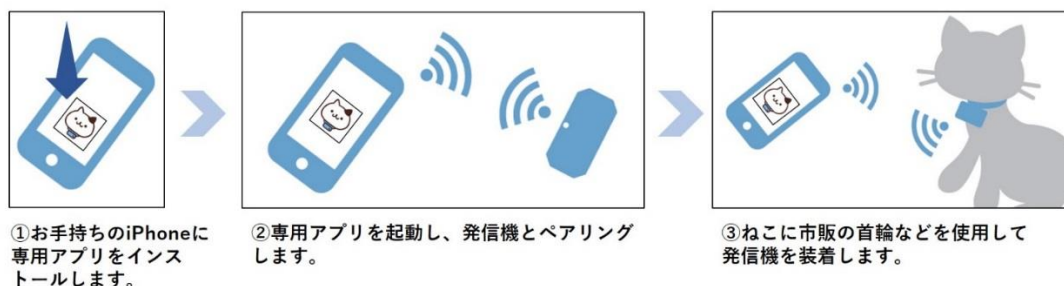 ①お手持ちのiPhoneに
専用アプリをインス
トールします。
②専用アプリを起動し、発信機とペアリング
します。
③ねこに市販の首輪などを使用して
発信機を装着します。